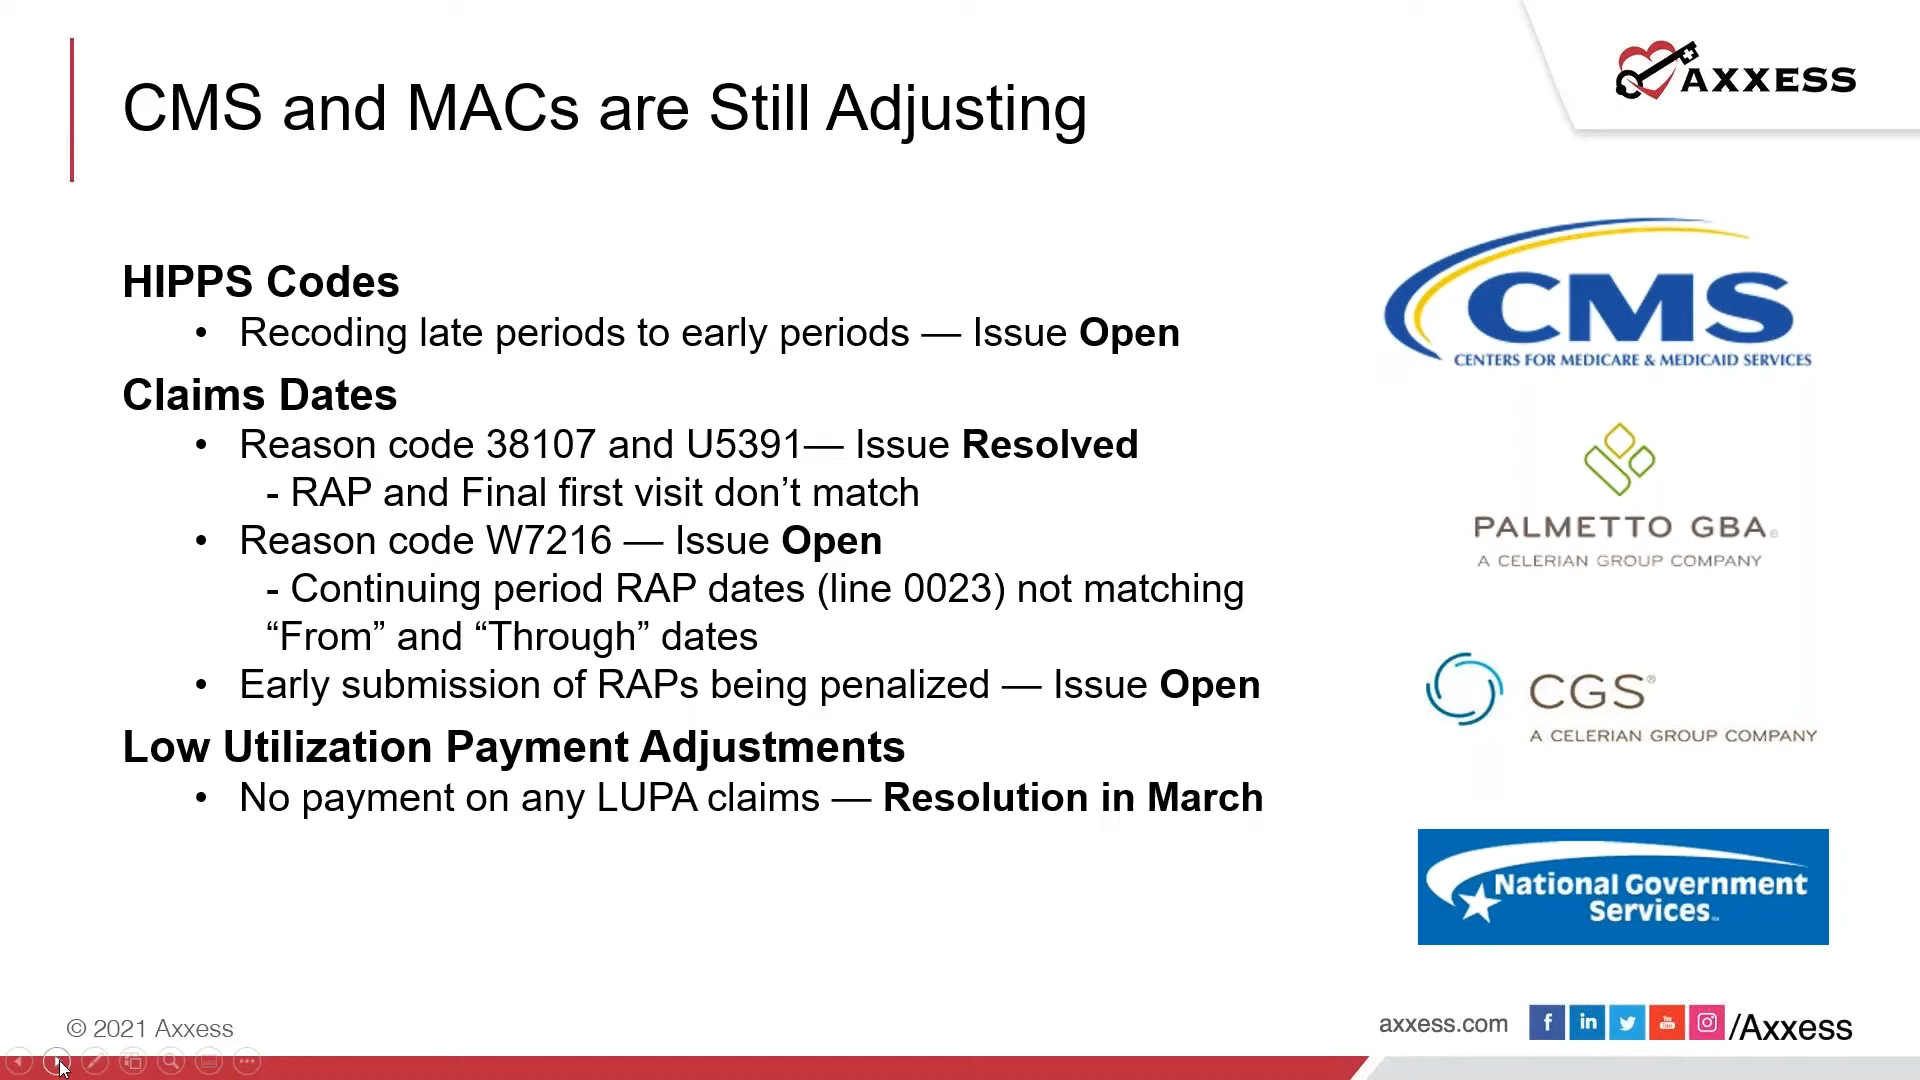 CMS and MACs are Still Adjusting
AXXESS
HIPPS Codes
• Recoding late periods to early periods — Issue Open
Claims Dates
• Reason code 38107 and U5391— Issue Resolved
- RAP and Final first visit don’t match
• Reason code W7216 — Issue Open
- Continuing period RAP dates (line 0023) not matching
“From” and “Through” dates
• Early submission of RAPs being penalized — Issue Open
Low Utilization Payment Adjustments
• No payment on any LUPA claims — Resolution in March
CMS
CENTERS FOR MEDICARE & MEDICAID SERVICES
PALMETTO GBA®
A CELERIAN GROUP COMPANY
CGS®
A CELERIAN GROUP COMPANY
National Government
Services
© 2021 Axxess
axxess.com f in You Tube /Axxess